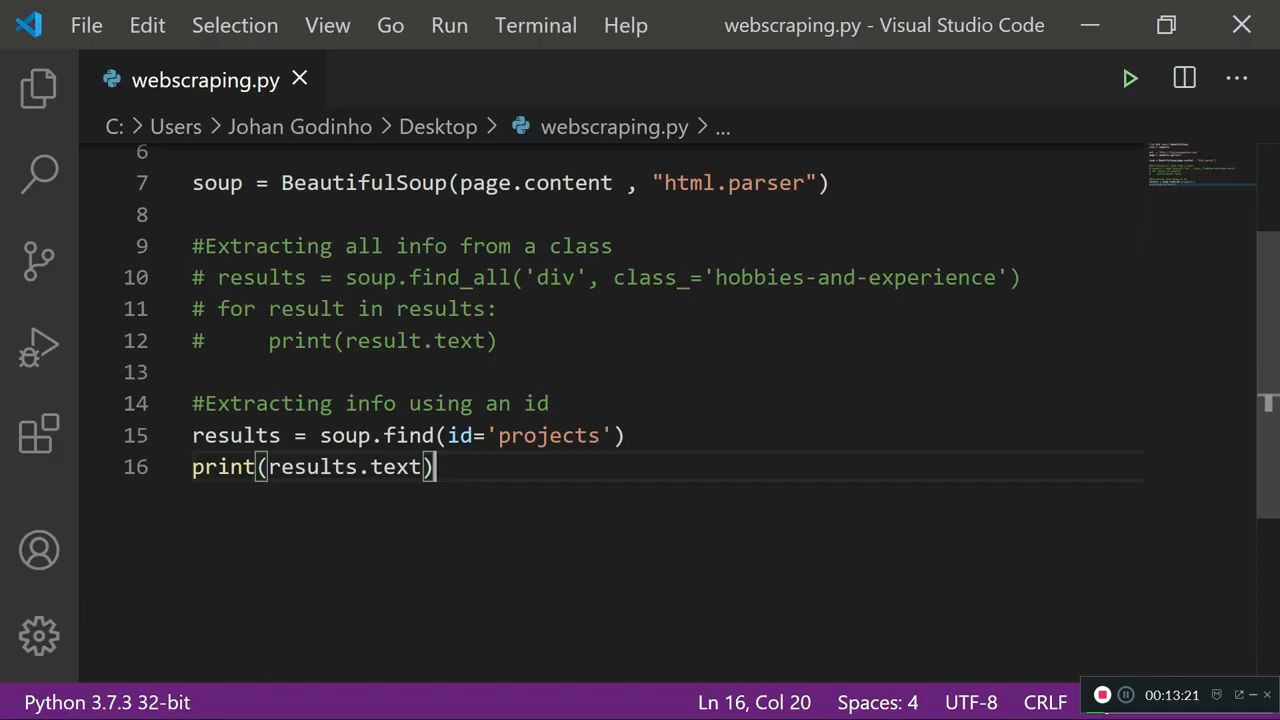 File Edit Selection View Go Run Terminal Help webscraping.py - Visual Studio Code
webscraping.py
C: > Users > Johan Godinho > Desktop > webscraping.py > ...
6
7 soup = BeautifulSoup(page.content , "html.parser")
8
9 #Extracting all info from a class
10 # results = soup.find_all('div', class_='hobbies-and-experience')
11 # for result in results:
12 #     print(result.text)
13
14 #Extracting info using an id
15 results = soup.find(id='projects')
16 print(results.text)
Python 3.7.3 32-bit Ln 16, Col 20 Spaces: 4 UTF-8 CRLF 00:13:21